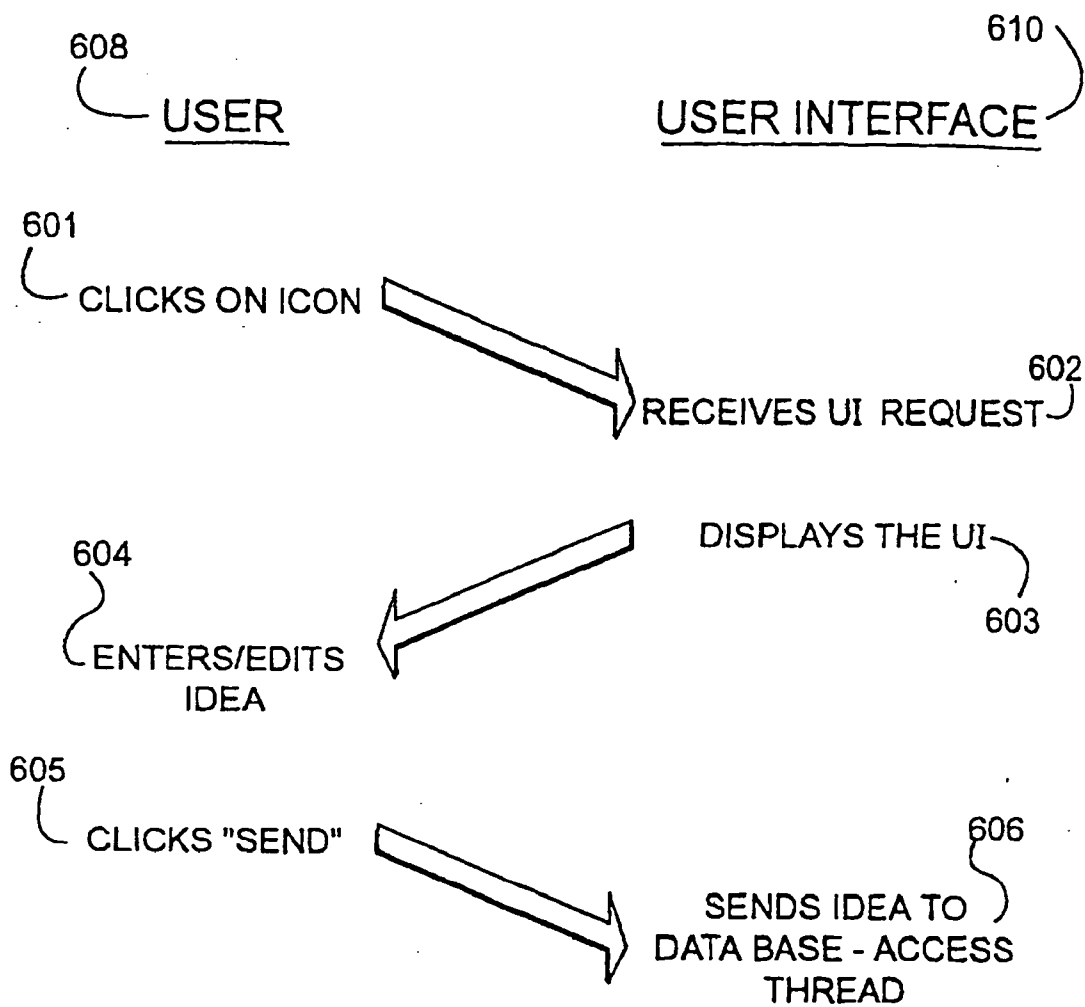 608
610
USER
USER INTERFACE
601
CLICKS ON ICON
602
RECEIVES UI REQUEST
DISPLAYS THE UI
604
603
ENTERS/EDITS
IDEA
605
CLICKS "SEND"
606
SENDS IDEA TO
DATA BASE - ACCESS
THREAD